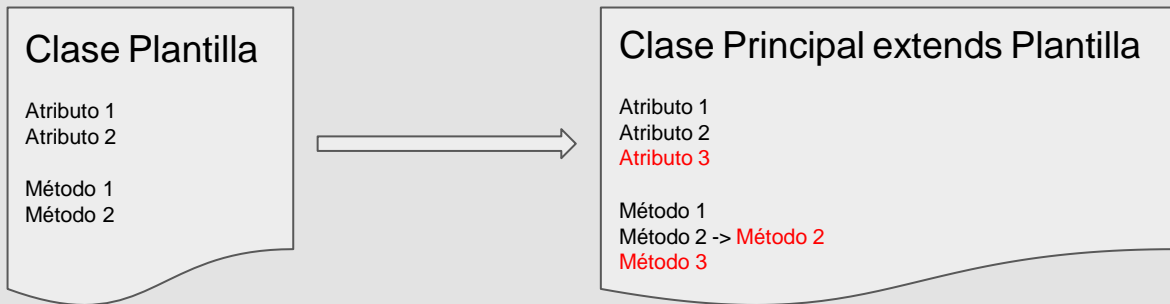 Clase Plantilla
Atributo 1
Atributo 2
Método 1
Método 2
Clase Principal extends Plantilla
Atributo 1
Atributo 2
Atributo 3
Método 1
Método 2 -> Método 2
Método 3